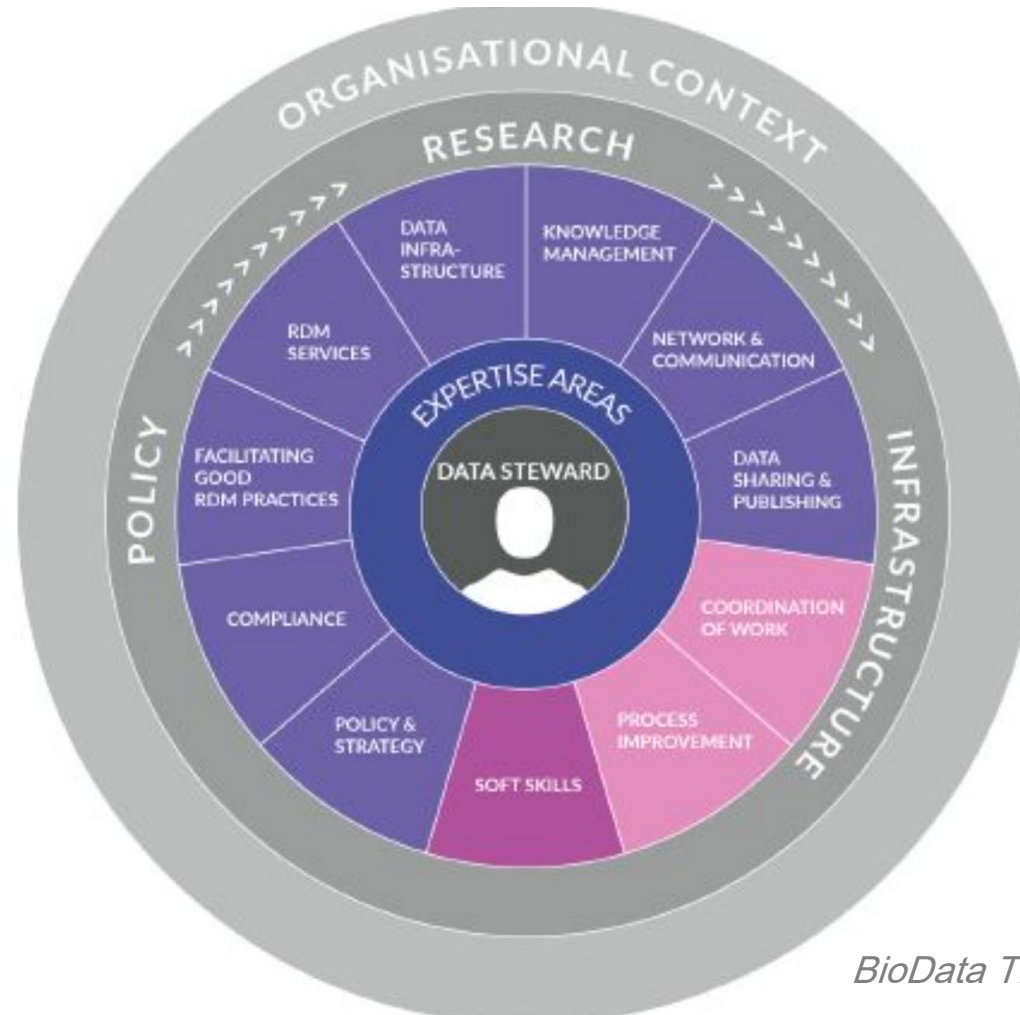 ORGANISATIONAL CONTEXT
RESEARCH
>>>>>>>>>>
>>>>>>>>>>
POLICY
INFRASTRUCTURE
DATA
INFRA-
STRUCTURE
KNOWLEDGE
MANAGEMENT
RDM
SERVICES
NETWORK &
COMMUNICATION
EXPERTISE AREAS
DATA STEWARD
FACILITATING
GOOD
RDM PRACTICES
DATA
SHARING &
PUBLISHING
COMPLIANCE
COORDINATION
OF WORK
POLICY &
STRATEGY
PROCESS
IMPROVEMENT
SOFT SKILLS
BioData